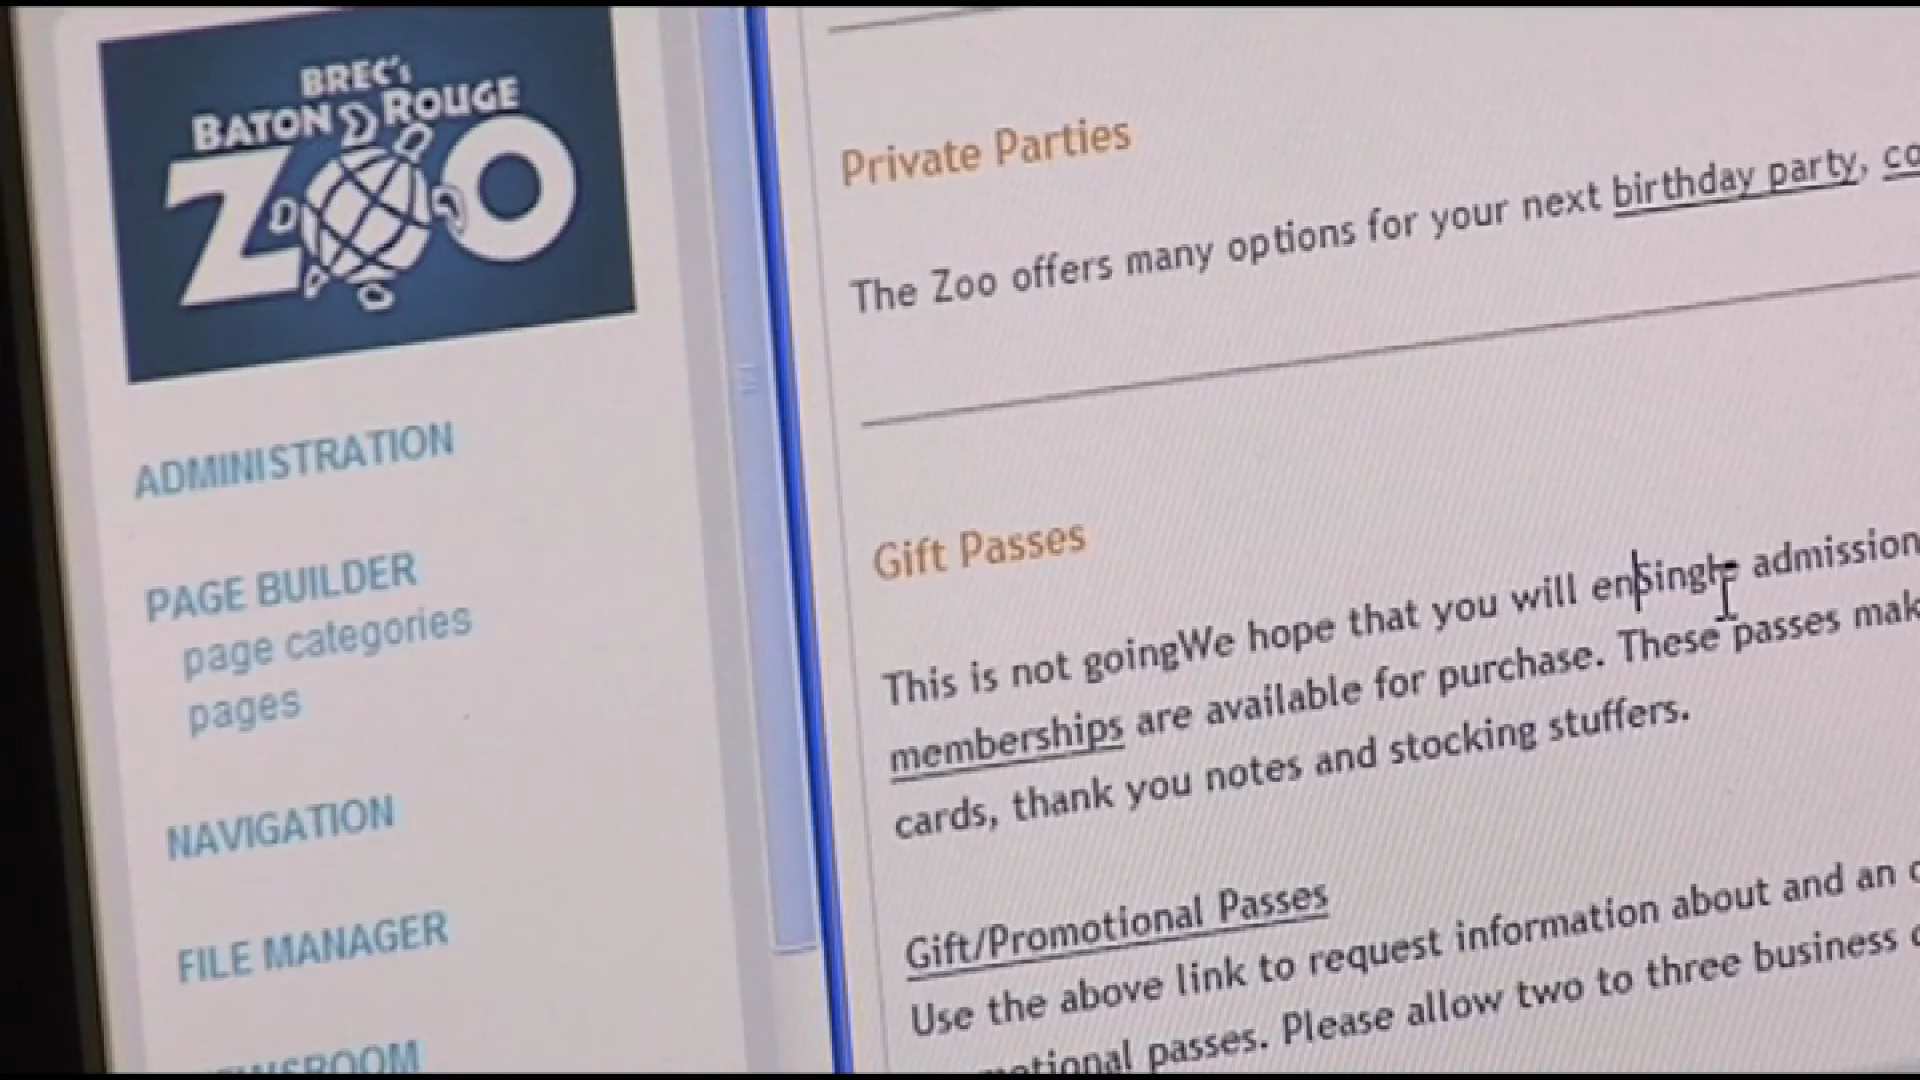 BREC's
BATON ROUGE
ZOO
ADMINISTRATION
PAGE BUILDER
page categories
pages
NAVIGATION
FILE MANAGER
Private Parties
The Zoo offers many options for your next birthday party,
Gift Passes
This is not goingWe hope that you will enSingle admission
memberships are available for purchase. These passes
cards, thank you notes and stocking stuffers.
Gift/Promotional Passes
Use the above link to request information about and an
passes. Please allow two to three business